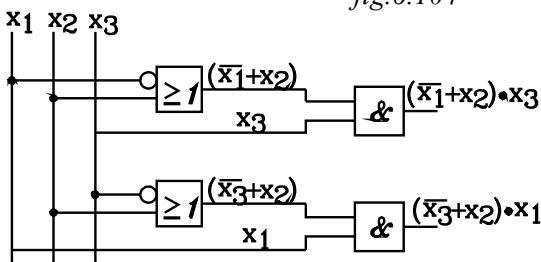 fig.6.104
x1 x2 x3
≥1
(x̅1+x2)
x3
&
(x̅1+x2)•x3
≥1
(x̅3+x2)
x1
&
(x̅3+x2)•x1